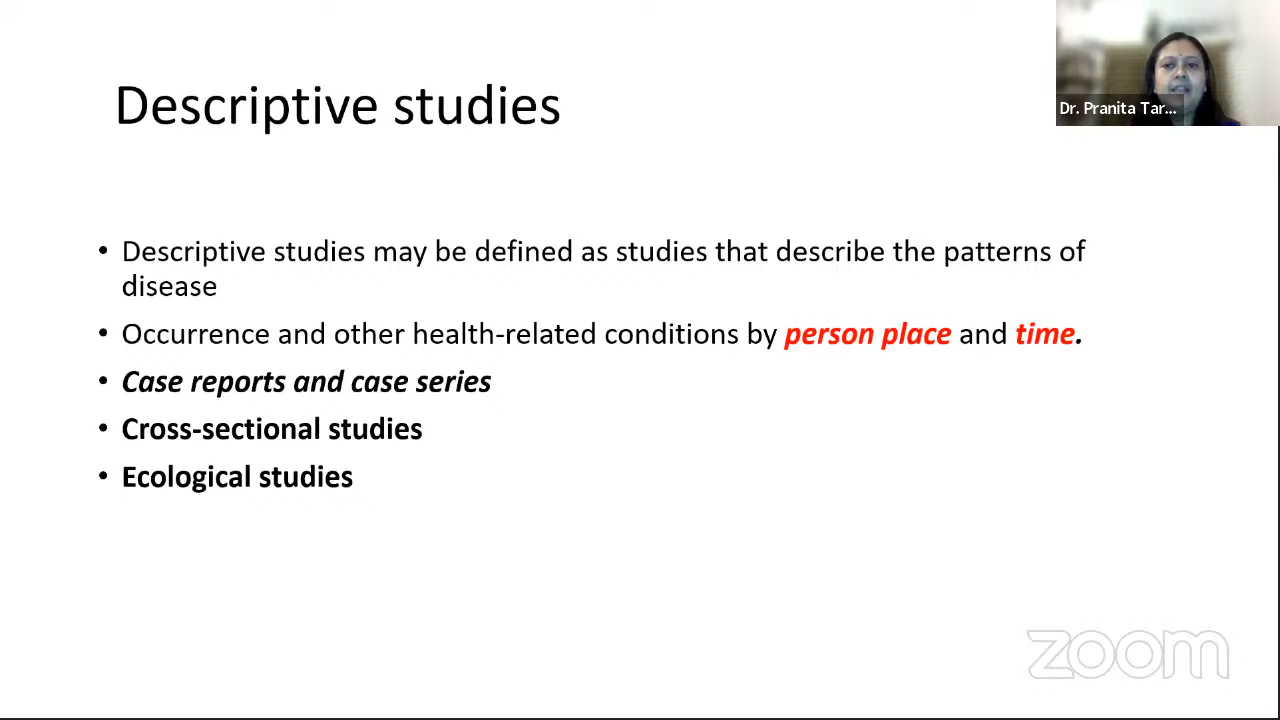 Descriptive studies
Dr. Pranita Tar...
• Descriptive studies may be defined as studies that describe the patterns of
disease
• Occurrence and other health-related conditions by person place and time.
• Case reports and case series
• Cross-sectional studies
• Ecological studies
zoom